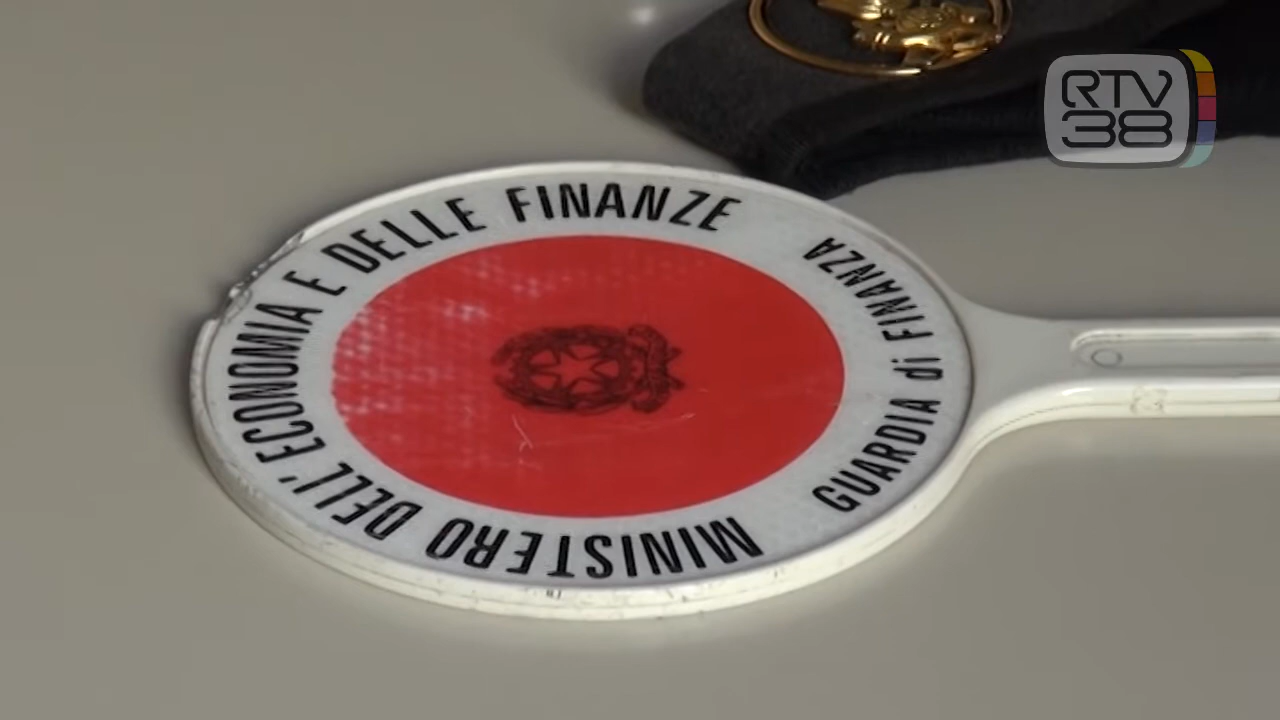 RTV
38
MINISTERO DELL'ECONOMIA E DELLE FINANZE
GUARDIA di FINANZA